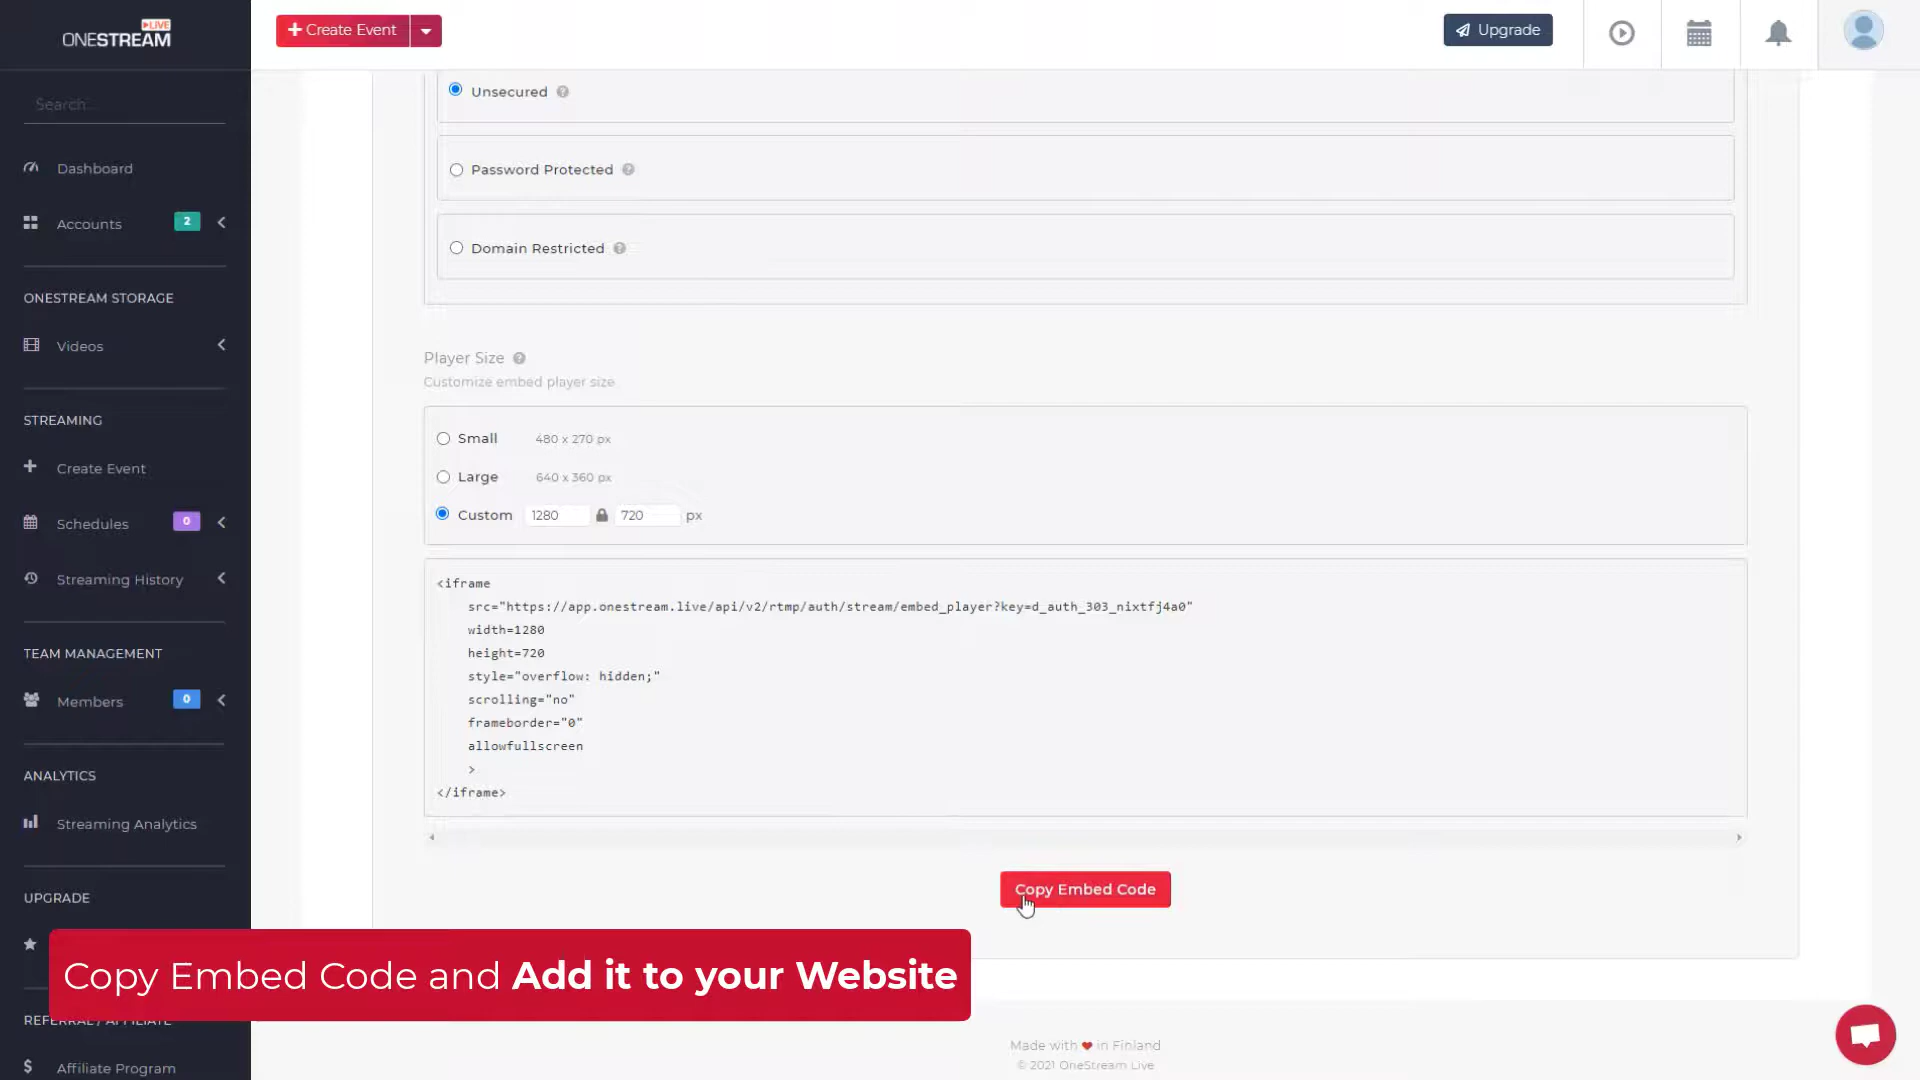 LIVE
ONESTREAM
Create Event
Upgrade
Search...
Dashboard
Accounts 2
ONESTREAM STORAGE
Videos
STREAMING
Create Event
Schedules 0
Streaming History
TEAM MANAGEMENT
Members 0
ANALYTICS
Streaming Analytics
UPGRADE
REFERRAL / AFFILIATE
Affiliate Program
Unsecured
Password Protected
Domain Restricted
Player Size
Customize embed player size
Small 480 x 270 px
Large 640 x 360 px
Custom 1280 720 px
<iframe
src="https://app.onestream.live/api/v2/rtmp/auth/stream/embed_player?key=d_auth_303_nixtfj4a0"
width=1280
height=720
style="overflow: hidden;"
scrolling="no"
frameborder="0"
allowfullscreen
>
</iframe>
Copy Embed Code
Copy Embed Code and Add it to your Website
Made with ❤ in Finland
© 2021 OneStream Live